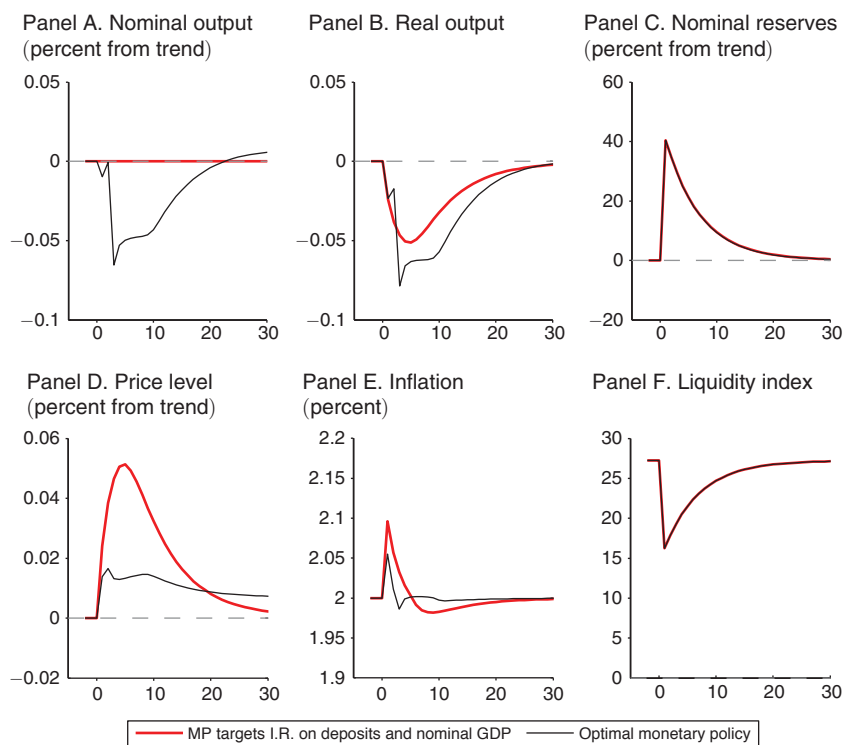 Panel A. Nominal output
(percent from trend)
0.05
0
−0.05
−0.1
0 10 20 30
Panel B. Real output
0.05
0
−0.05
−0.1
0 10 20 30
Panel C. Nominal reserves
(percent from trend)
60
40
20
0
−20
0 10 20 30
Panel D. Price level
(percent from trend)
0.06
0.04
0.02
0
−0.02
0 10 20 30
Panel E. Inflation
(percent)
2.2
2.15
2.1
2.05
2
1.95
1.9
0 10 20 30
Panel F. Liquidity index
30
25
20
15
10
5
0
0 10 20 30
MP targets I.R. on deposits and nominal GDP
Optimal monetary policy